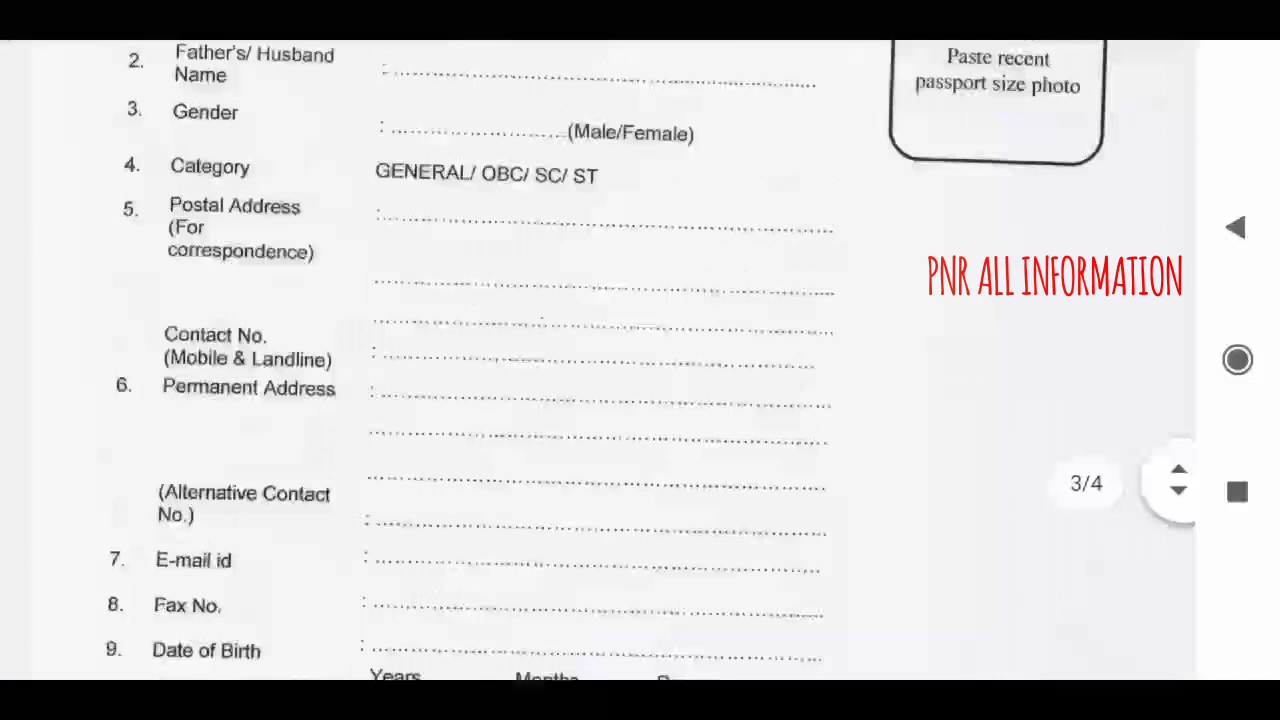 2. Father's/ Husband
Name
: ........................................
Paste recent
passport size photo
3. Gender
: ........................(Male/Female)
4. Category GENERAL/ OBC/ SC/ ST
5. Postal Address
(For
correspondence)
: ........................................
PNR ALL INFORMATION
Contact No.
(Mobile & Landline)
: ........................................
6. Permanent Address : ........................................
(Alternative Contact
No.)
: ........................................
3/4
7. E-mail id : ........................................
8. Fax No. : ........................................
9. Date of Birth : ........................................
Years Months